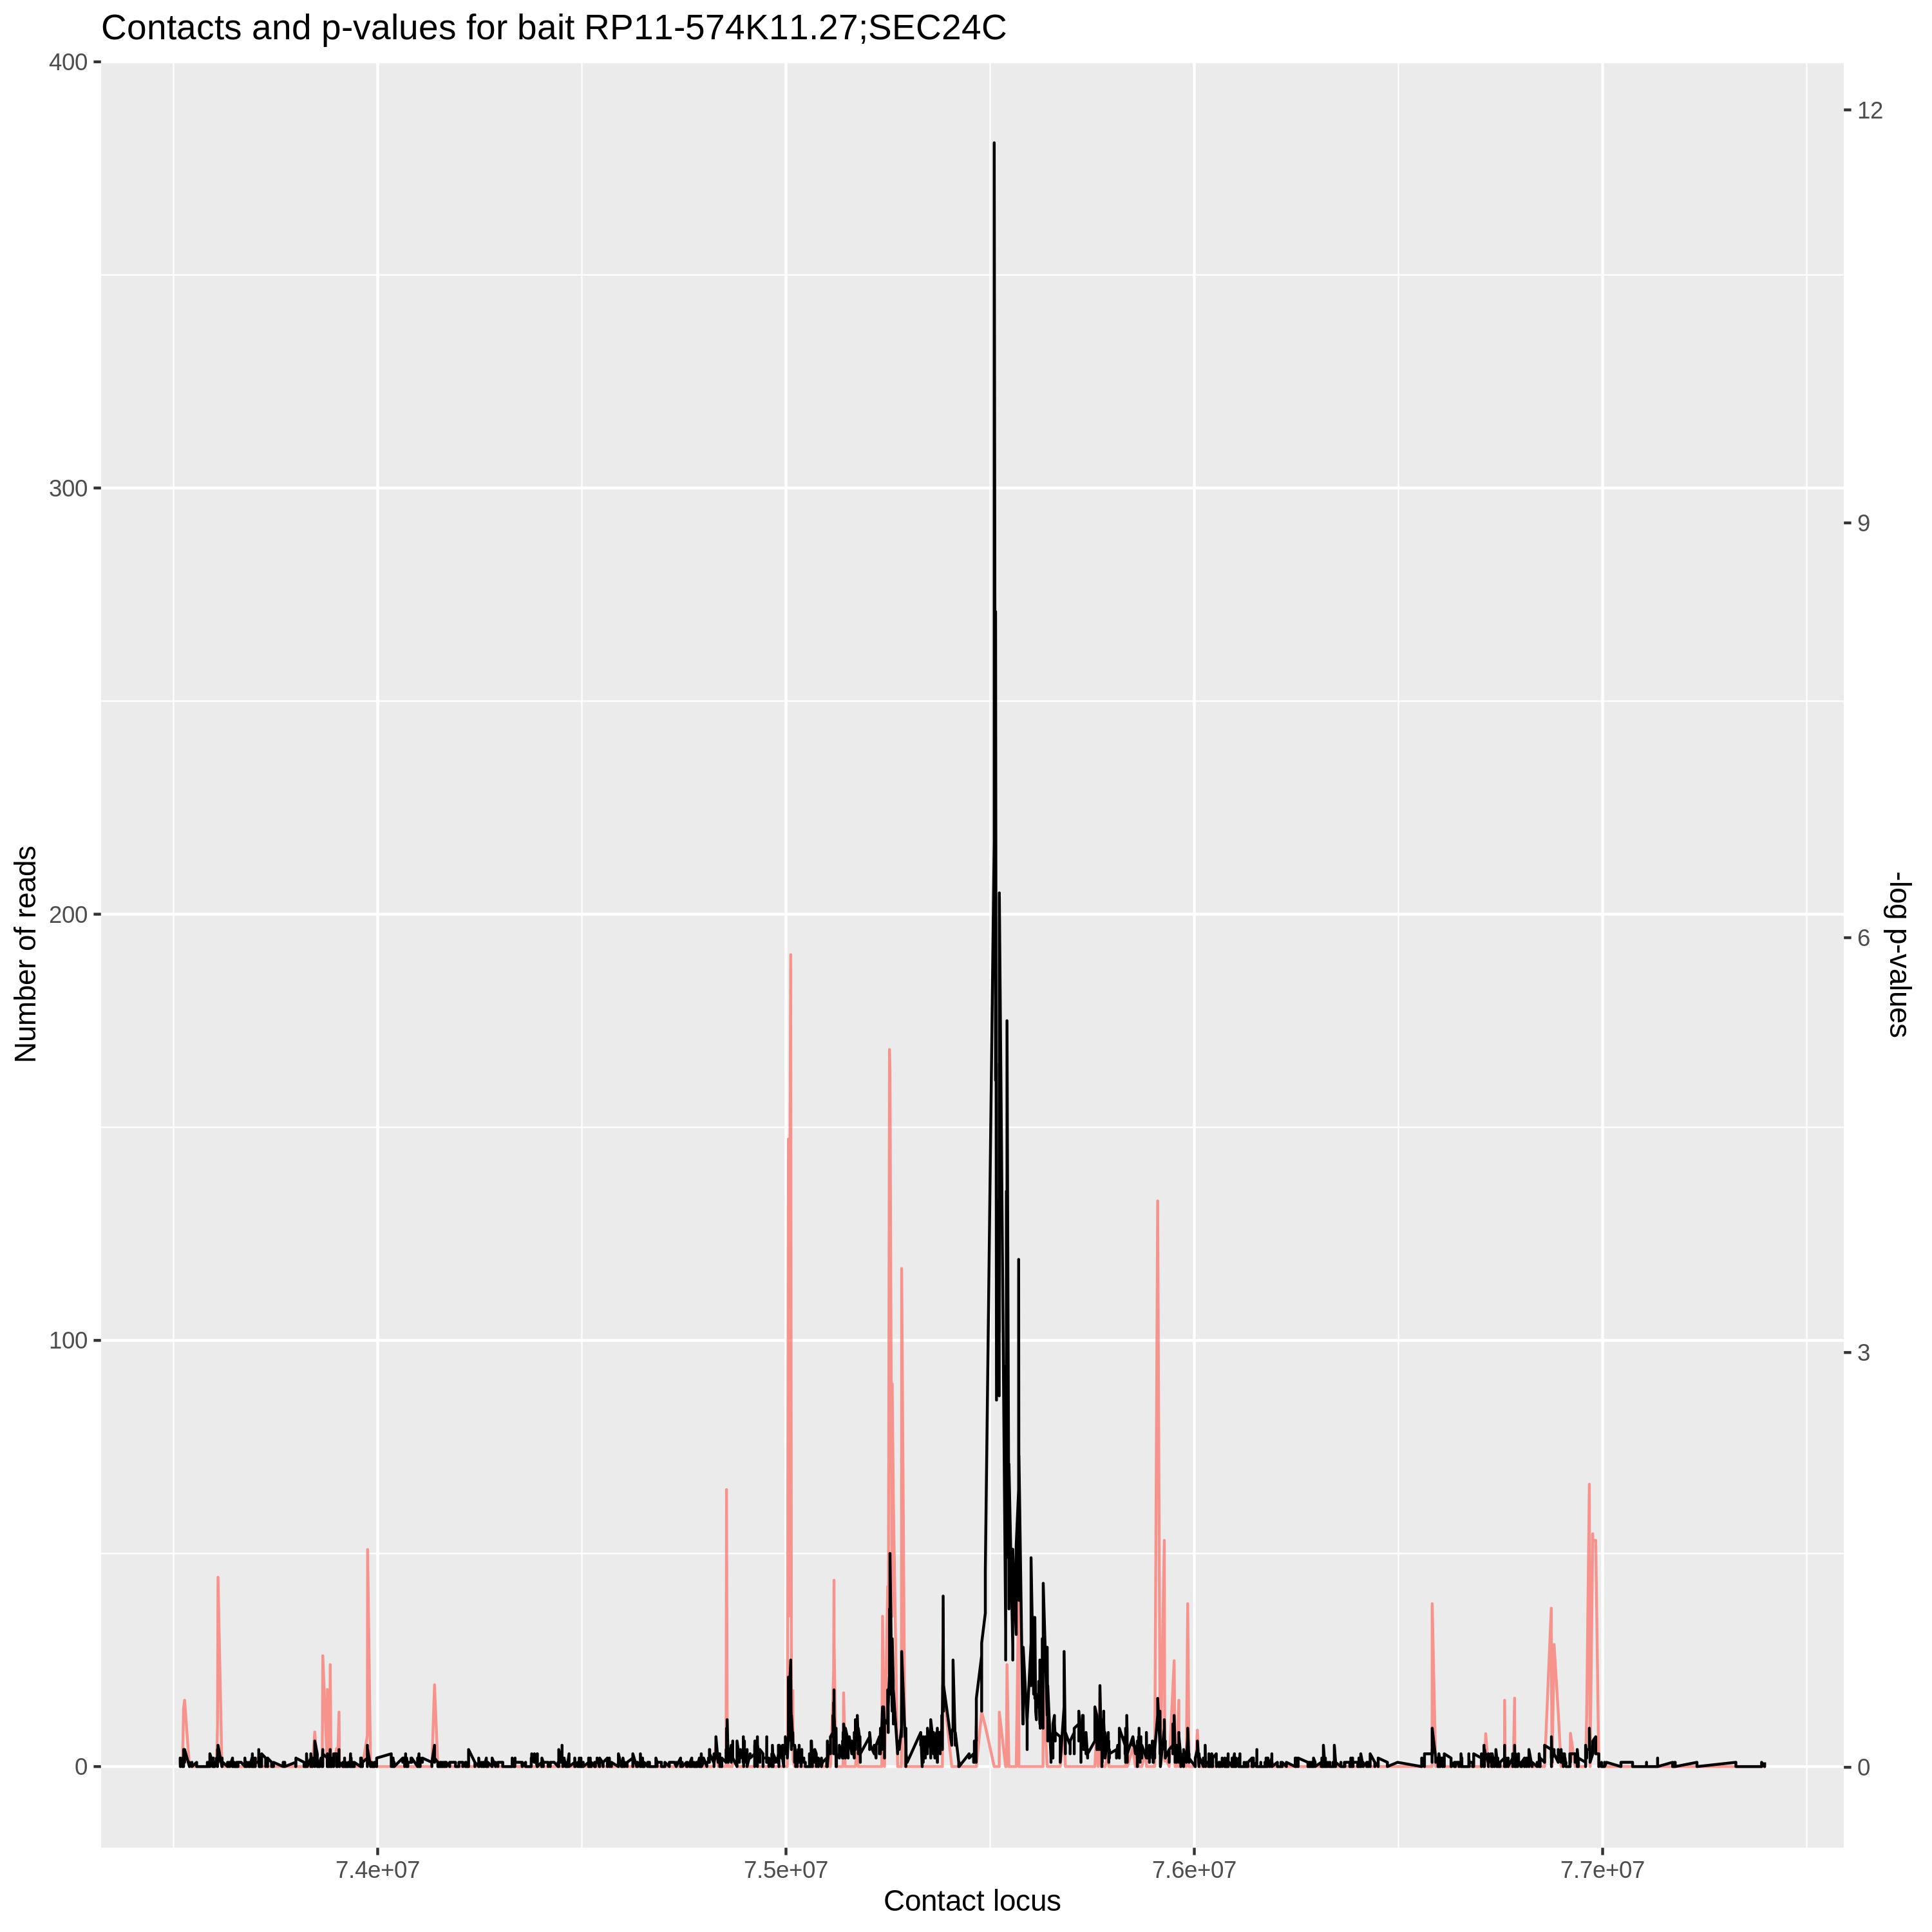 Contacts and p-values for bait RP11-574K11.27;SEC24C
400
300
200
100
0
Number of reads
12
9
6
3
0
-log p-values
7.4e+07 7.5e+07 7.6e+07 7.7e+07
Contact locus